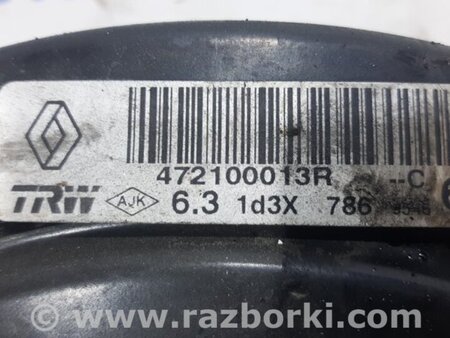 472100013R --C
TRW AJK 6.3 1d3X 786
www.razborki.com